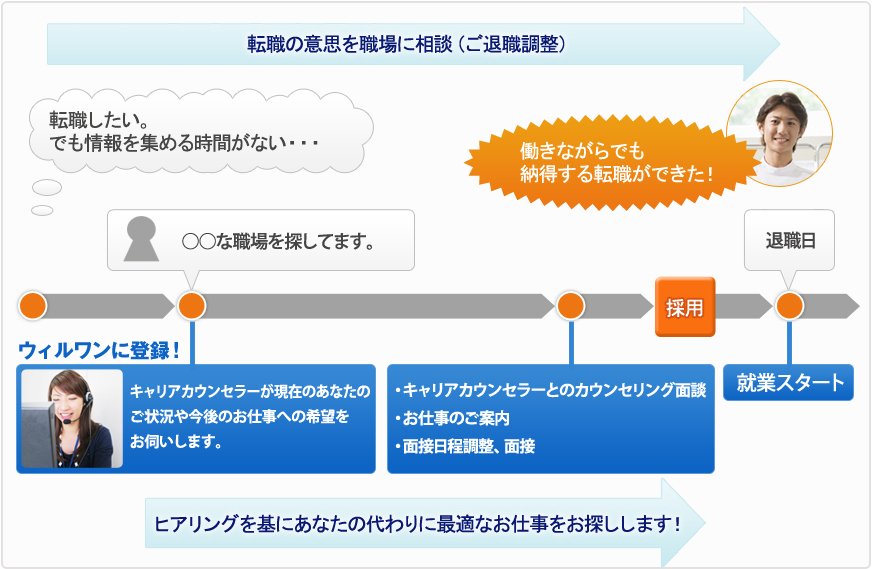 転職の意思を職場に相談（ご退職調整）
転職したい。
でも情報を集める時間がない・・・
働きながらでも
納得する転職ができた！
〇〇な職場を探してます。
退職日
採用
ウィルワンに登録！
キャリアカウンセラーが現在のあなたの
ご状況や今後のお仕事への希望を
お伺いします。
・キャリアカウンセラーとのカウンセリング面談
・お仕事のご案内
・面接日程調整、面接
就業スタート
ヒアリングを基にあなたの代わりに最適なお仕事をお探しします！